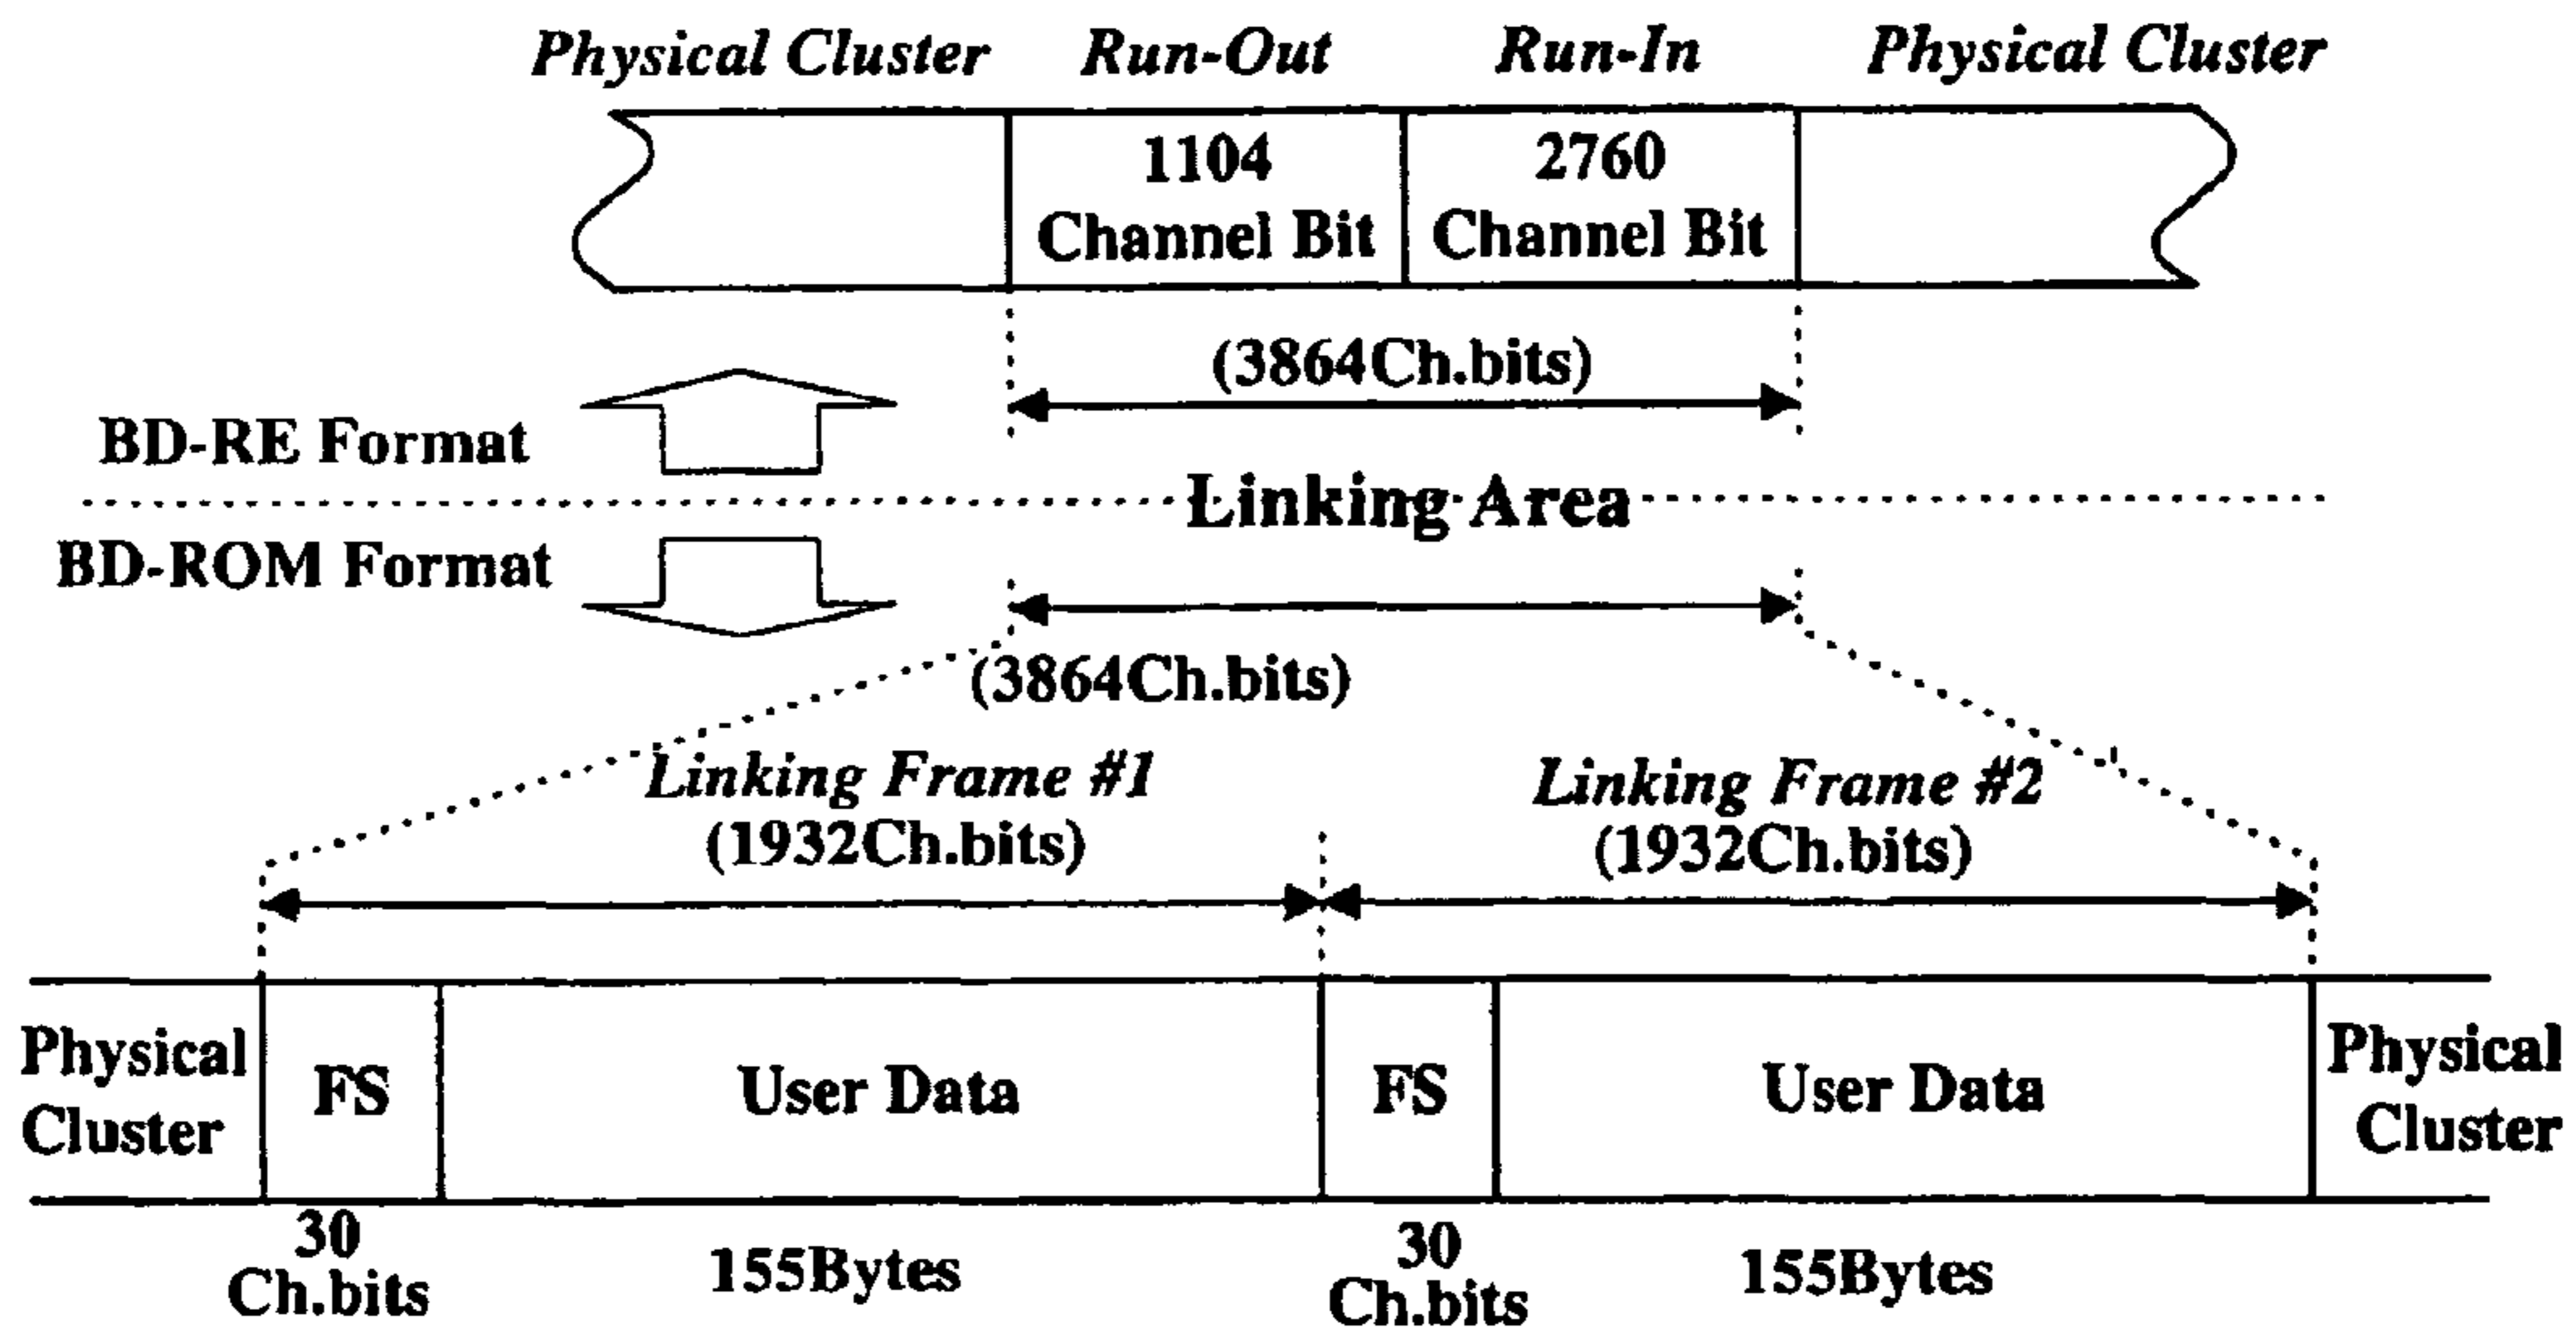 Physical Cluster Run-Out Run-In Physical Cluster
1104 Channel Bit
2760 Channel Bit
(3864Ch.bits)
BD-RE Format
Linking Area
BD-ROM Format
(3864Ch.bits)
Linking Frame #1
(1932Ch.bits)
Linking Frame #2
(1932Ch.bits)
Physical Cluster
FS
User Data
FS
User Data
Physical Cluster
30 Ch.bits
155Bytes
30 Ch.bits
155Bytes